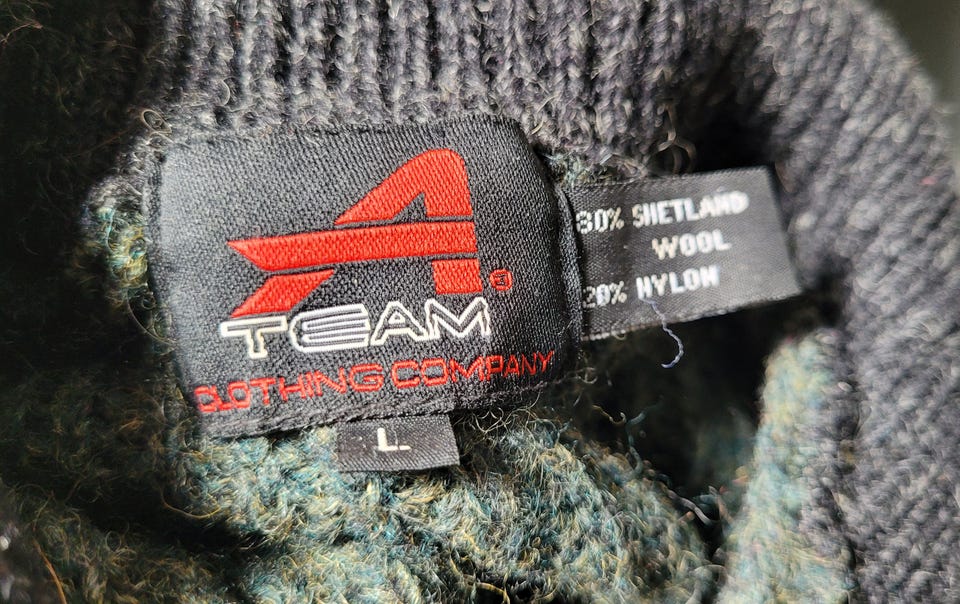 A
TEAM
CLOTHING COMPANY
L
80% SHETLAND
WOOL
20% NYLON